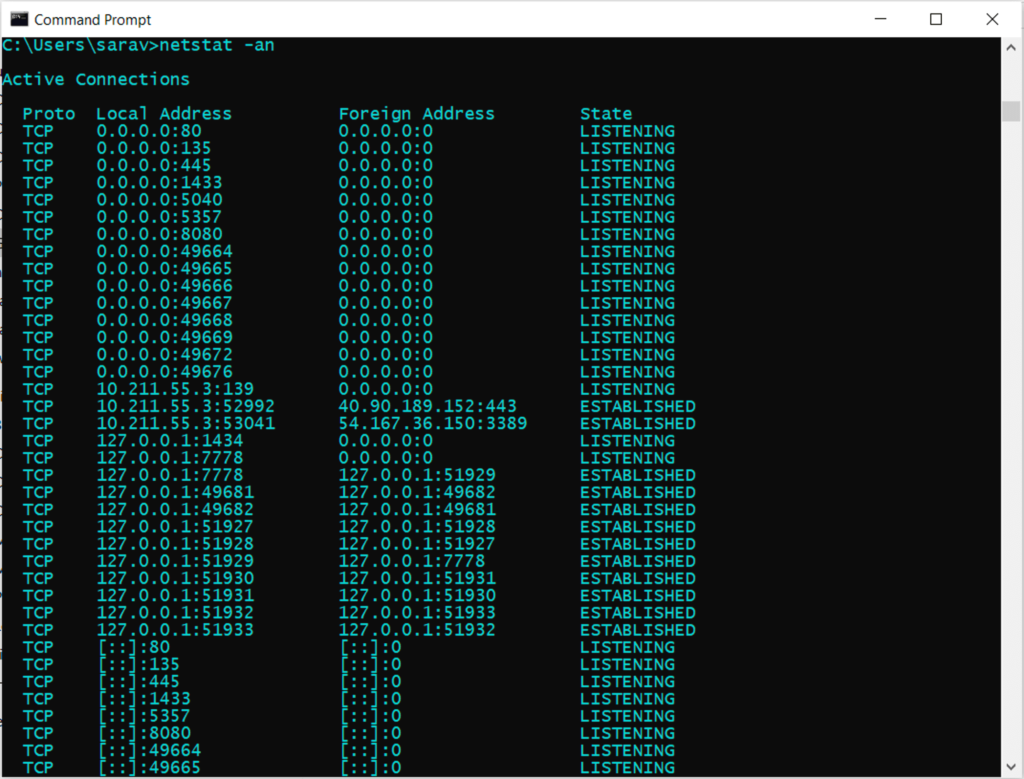 Command Prompt
C:\Users\sarav>netstat -an
Active Connections
Proto  Local Address          Foreign Address        State
TCP    0.0.0.0:80             0.0.0.0:0              LISTENING
TCP    0.0.0.0:135            0.0.0.0:0              LISTENING
TCP    0.0.0.0:445            0.0.0.0:0              LISTENING
TCP    0.0.0.0:1433           0.0.0.0:0              LISTENING
TCP    0.0.0.0:5040           0.0.0.0:0              LISTENING
TCP    0.0.0.0:5357           0.0.0.0:0              LISTENING
TCP    0.0.0.0:8080           0.0.0.0:0              LISTENING
TCP    0.0.0.0:49664          0.0.0.0:0              LISTENING
TCP    0.0.0.0:49665          0.0.0.0:0              LISTENING
TCP    0.0.0.0:49666          0.0.0.0:0              LISTENING
TCP    0.0.0.0:49667          0.0.0.0:0              LISTENING
TCP    0.0.0.0:49668          0.0.0.0:0              LISTENING
TCP    0.0.0.0:49669          0.0.0.0:0              LISTENING
TCP    0.0.0.0:49672          0.0.0.0:0              LISTENING
TCP    0.0.0.0:49676          0.0.0.0:0              LISTENING
TCP    10.211.55.3:139        0.0.0.0:0              LISTENING
TCP    10.211.55.3:52992      40.90.189.152:443      ESTABLISHED
TCP    10.211.55.3:53041      54.167.36.150:3389     ESTABLISHED
TCP    127.0.0.1:1434         0.0.0.0:0              LISTENING
TCP    127.0.0.1:7778         0.0.0.0:0              LISTENING
TCP    127.0.0.1:7778         127.0.0.1:51929        ESTABLISHED
TCP    127.0.0.1:49681        127.0.0.1:49682        ESTABLISHED
TCP    127.0.0.1:49682        127.0.0.1:49681        ESTABLISHED
TCP    127.0.0.1:51927        127.0.0.1:51928        ESTABLISHED
TCP    127.0.0.1:51928        127.0.0.1:51927        ESTABLISHED
TCP    127.0.0.1:51929        127.0.0.1:7778         ESTABLISHED
TCP    127.0.0.1:51930        127.0.0.1:51931        ESTABLISHED
TCP    127.0.0.1:51931        127.0.0.1:51930        ESTABLISHED
TCP    127.0.0.1:51932        127.0.0.1:51933        ESTABLISHED
TCP    127.0.0.1:51933        127.0.0.1:51932        ESTABLISHED
TCP    [::]:80                [::]:0                 LISTENING
TCP    [::]:135               [::]:0                 LISTENING
TCP    [::]:445               [::]:0                 LISTENING
TCP    [::]:1433              [::]:0                 LISTENING
TCP    [::]:5357              [::]:0                 LISTENING
TCP    [::]:8080              [::]:0                 LISTENING
TCP    [::]:49664             [::]:0                 LISTENING
TCP    [::]:49665             [::]:0                 LISTENING